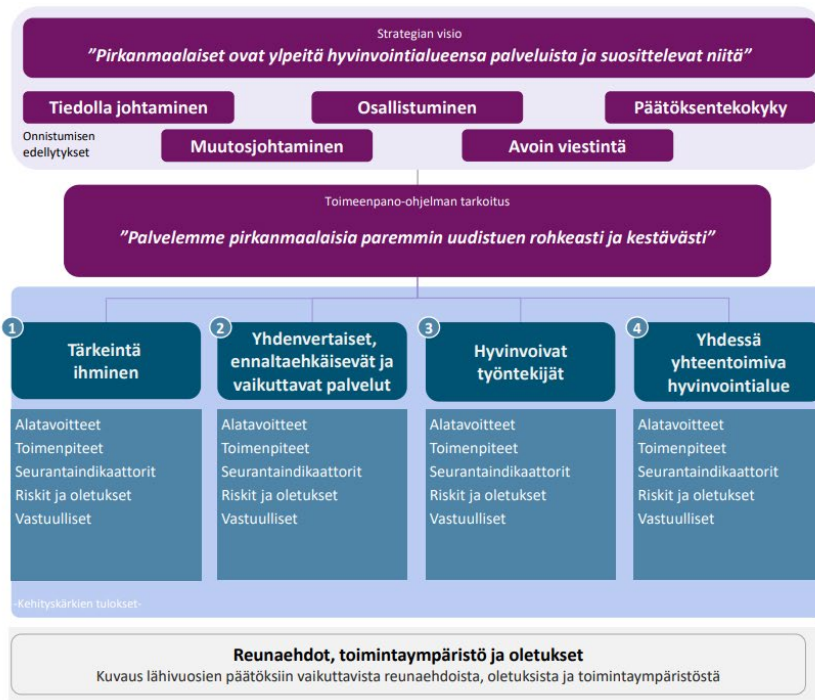 Strategian visio
”Pirkanmaalaiset ovat ylpeitä hyvinvointialueensa palveluista ja suosittelevat niitä”
Tiedolla johtaminen
Osallistuminen
Päätöksentekokyky
Onnistumisen
edellytykset
Muutosjohtaminen
Avoin viestintä
Toimeenpano-ohjelman tarkoitus
”Palvelemme pirkanmaalaisia paremmin uudistuen rohkeasti ja kestävästi”
1
Tärkeintä
ihminen
Alatavoitteet
Toimenpiteet
Seurantaindikaattorit
Riskit ja oletukset
Vastuulliset
2
Yhdenvertaiset,
ennaltaehkäisevät ja
vaikuttavat palvelut
Alatavoitteet
Toimenpiteet
Seurantaindikaattorit
Riskit ja oletukset
Vastuulliset
3
Hyvinvoivat
työntekijät
Alatavoitteet
Toimenpiteet
Seurantaindikaattorit
Riskit ja oletukset
Vastuulliset
4
Yhdessä
yhteentoimiva
hyvinvointialue
Alatavoitteet
Toimenpiteet
Seurantaindikaattorit
Riskit ja oletukset
Vastuulliset
-Kehityskärkien tulokset-
Reunaehdot, toimintaympäristö ja oletukset
Kuvaus lähivuosien päätöksiin vaikuttavista reunaehdoista, oletuksista ja toimintaympäristöstä